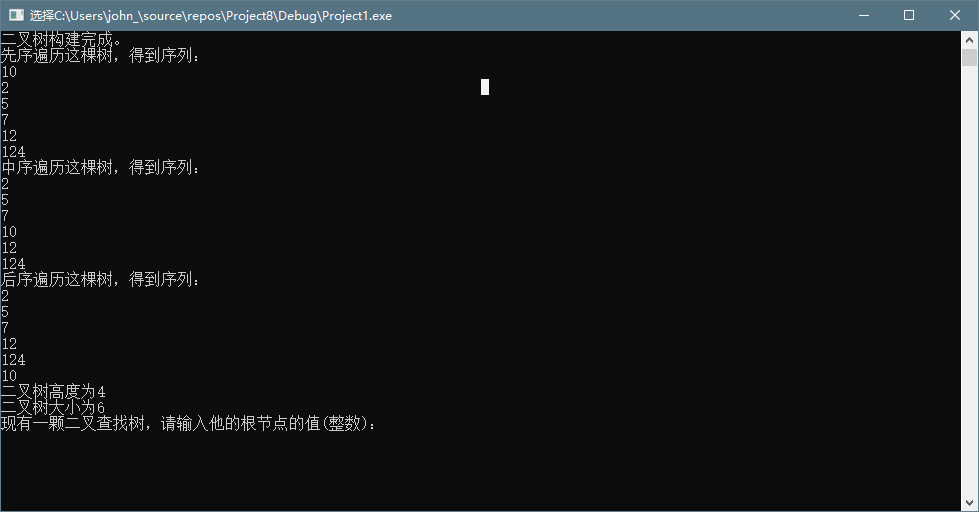 选择C:\Users\john_\source\repos\Project8\Debug\Project1.exe
二叉树构建完成。
先序遍历这棵树，得到序列：
10
2
5
7
12
124
中序遍历这棵树，得到序列：
2
5
7
10
12
124
后序遍历这棵树，得到序列：
2
5
7
12
124
10
二叉树高度为4
二叉树大小为6
现有一颗二叉查找树，请输入他的根节点的值(整数)：